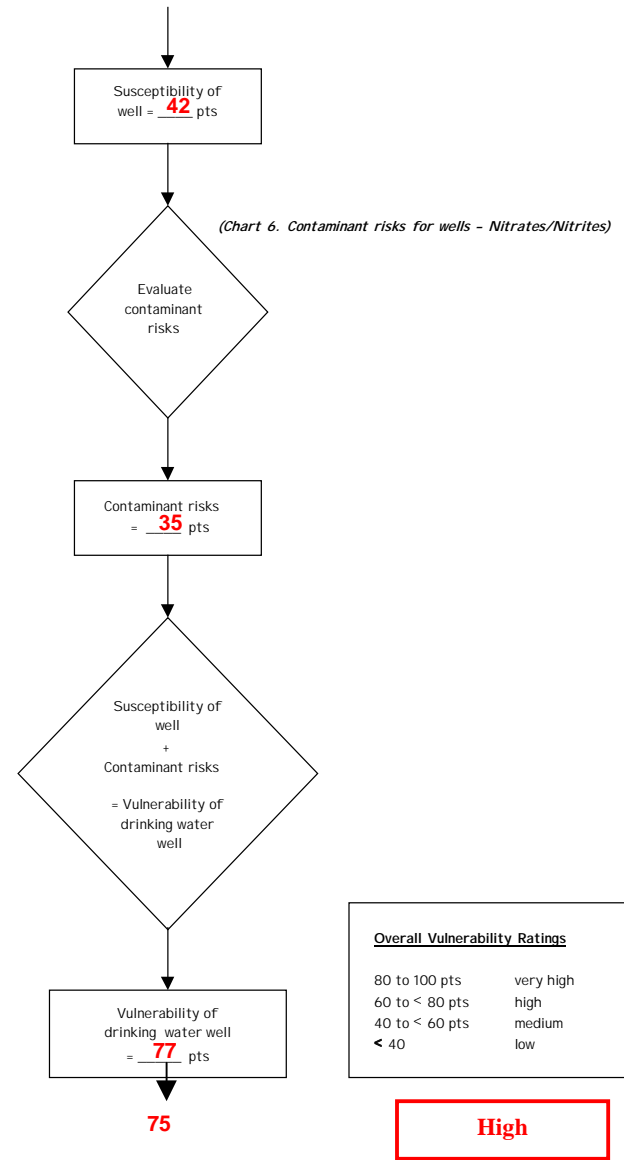 Susceptibility of
well = 42 pts
(Chart 6. Contaminant risks for wells – Nitrates/Nitrites)
Evaluate
contaminant
risks
Contaminant risks
= 35 pts
Susceptibility of
well
+
Contaminant risks
= Vulnerability of
drinking water
well
Overall Vulnerability Ratings
80 to 100 pts very high
60 to < 80 pts high
40 to < 60 pts medium
< 40 low
Vulnerability of
drinking water well
= 77 pts
75
High